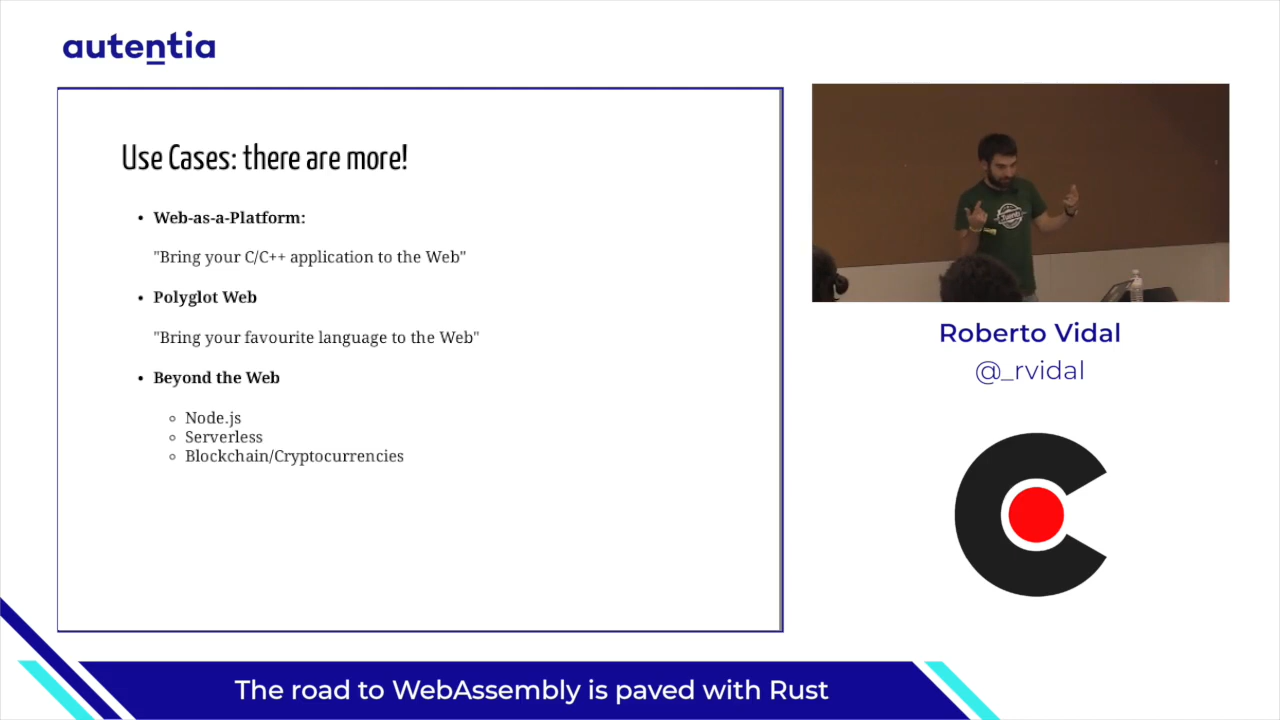 autentia
Use Cases: there are more!
• Web-as-a-Platform:
"Bring your C/C++ application to the Web"
• Polyglot Web
"Bring your favourite language to the Web"
• Beyond the Web
◦ Node.js
◦ Serverless
◦ Blockchain/Cryptocurrencies
Roberto Vidal
@_rvidal
The road to WebAssembly is paved with Rust